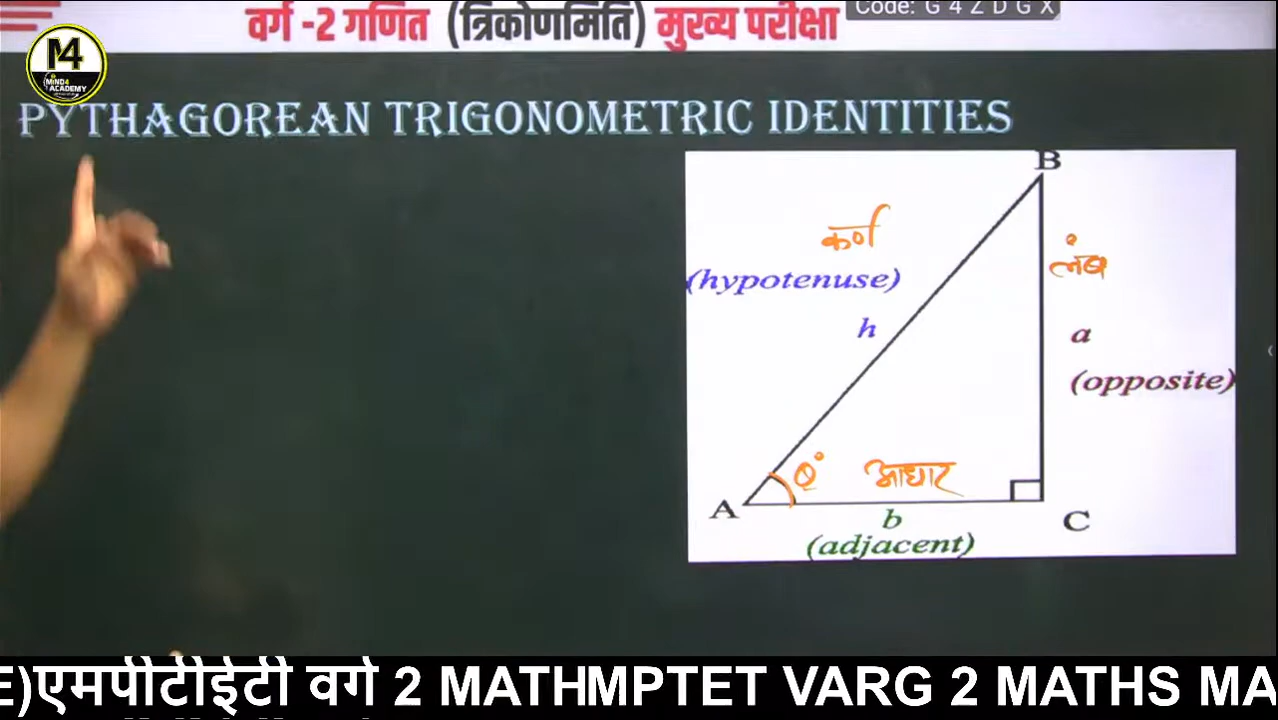 वर्ग -2 गणित (त्रिकोणमिति) मुख्य परीक्षा
Code: G 4 Z D G X
M4
MIND4
ACADEMY
PYTHAGOREAN TRIGONOMETRIC IDENTITIES
B
कर्ण
लंब
(hypotenuse)
h
a
(opposite)
θ°
आधार
A
b
C
(adjacent)
E)एमपीटीईटी वर्ग 2 MATHMPTET VARG 2 MATHS MA